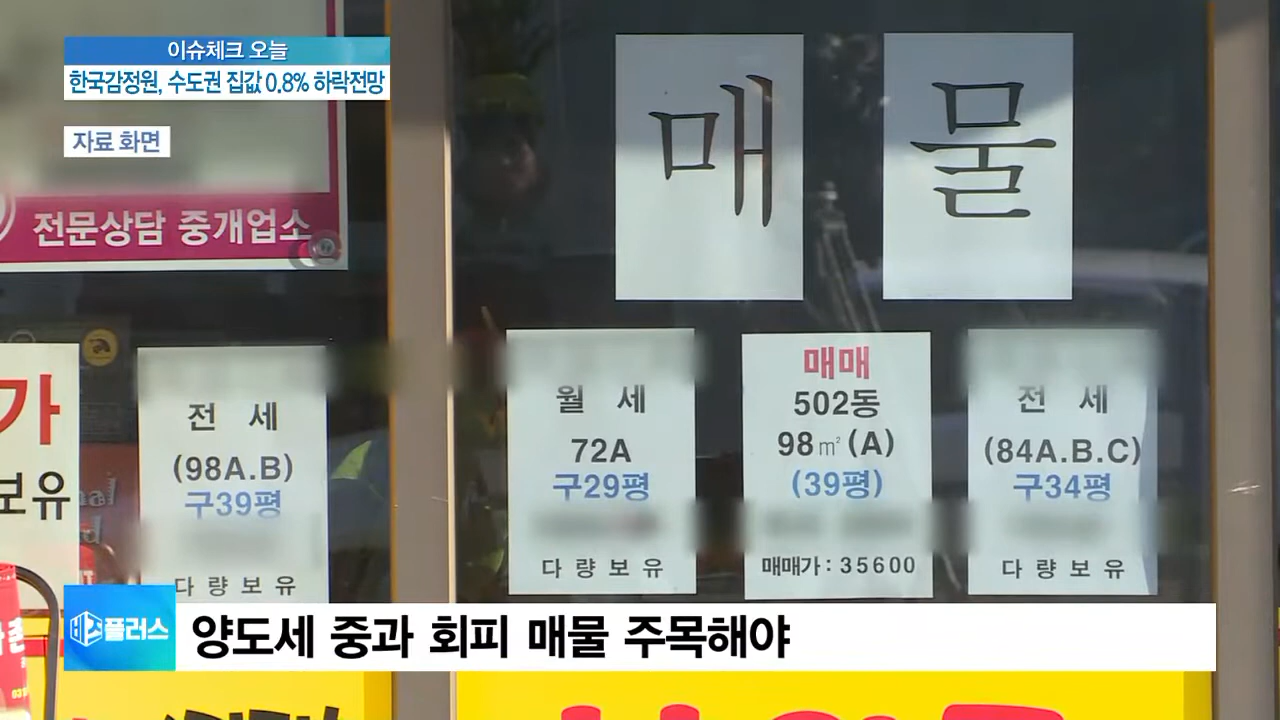 이슈체크 오늘
한국감정원, 수도권 집값 0.8% 하락전망
자료 화면
전문상담 중개업소
매 물
가
보유
전 세
(98A.B)
구39평
다 량 보 유
월 세
72A
구29평
다 량 보 유
매매
502동
98㎡(A)
(39평)
매매가 : 35600
전 세
(84A.B.C)
구34평
다 량 보 유
비즈플러스
양도세 중과 회피 매물 주목해야